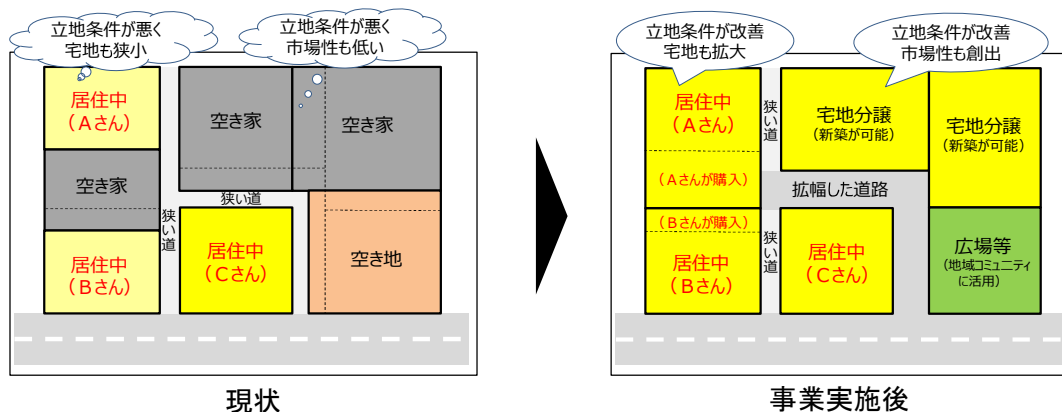 立地条件が悪く
宅地も狭小
立地条件が悪く
市場性も低い
居住中
(Aさん)
空き家
空き家
空き家
狭い道
狭い道
居住中
(Bさん)
居住中
(Cさん)
空き地
現状
立地条件が改善
宅地も拡大
立地条件が改善
市場性も創出
居住中
(Aさん)
狭い道
宅地分譲
(新築が可能)
宅地分譲
(新築が可能)
(Aさんが購入)
拡幅した道路
(Bさんが購入)
居住中
(Bさん)
狭い道
居住中
(Cさん)
広場等
(地域コミュニティ
に活用)
事業実施後